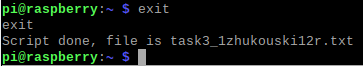 pi@raspberry:~ $ exit
exit
Script done, file is task3_1zhukouski12r.txt
pi@raspberry:~ $